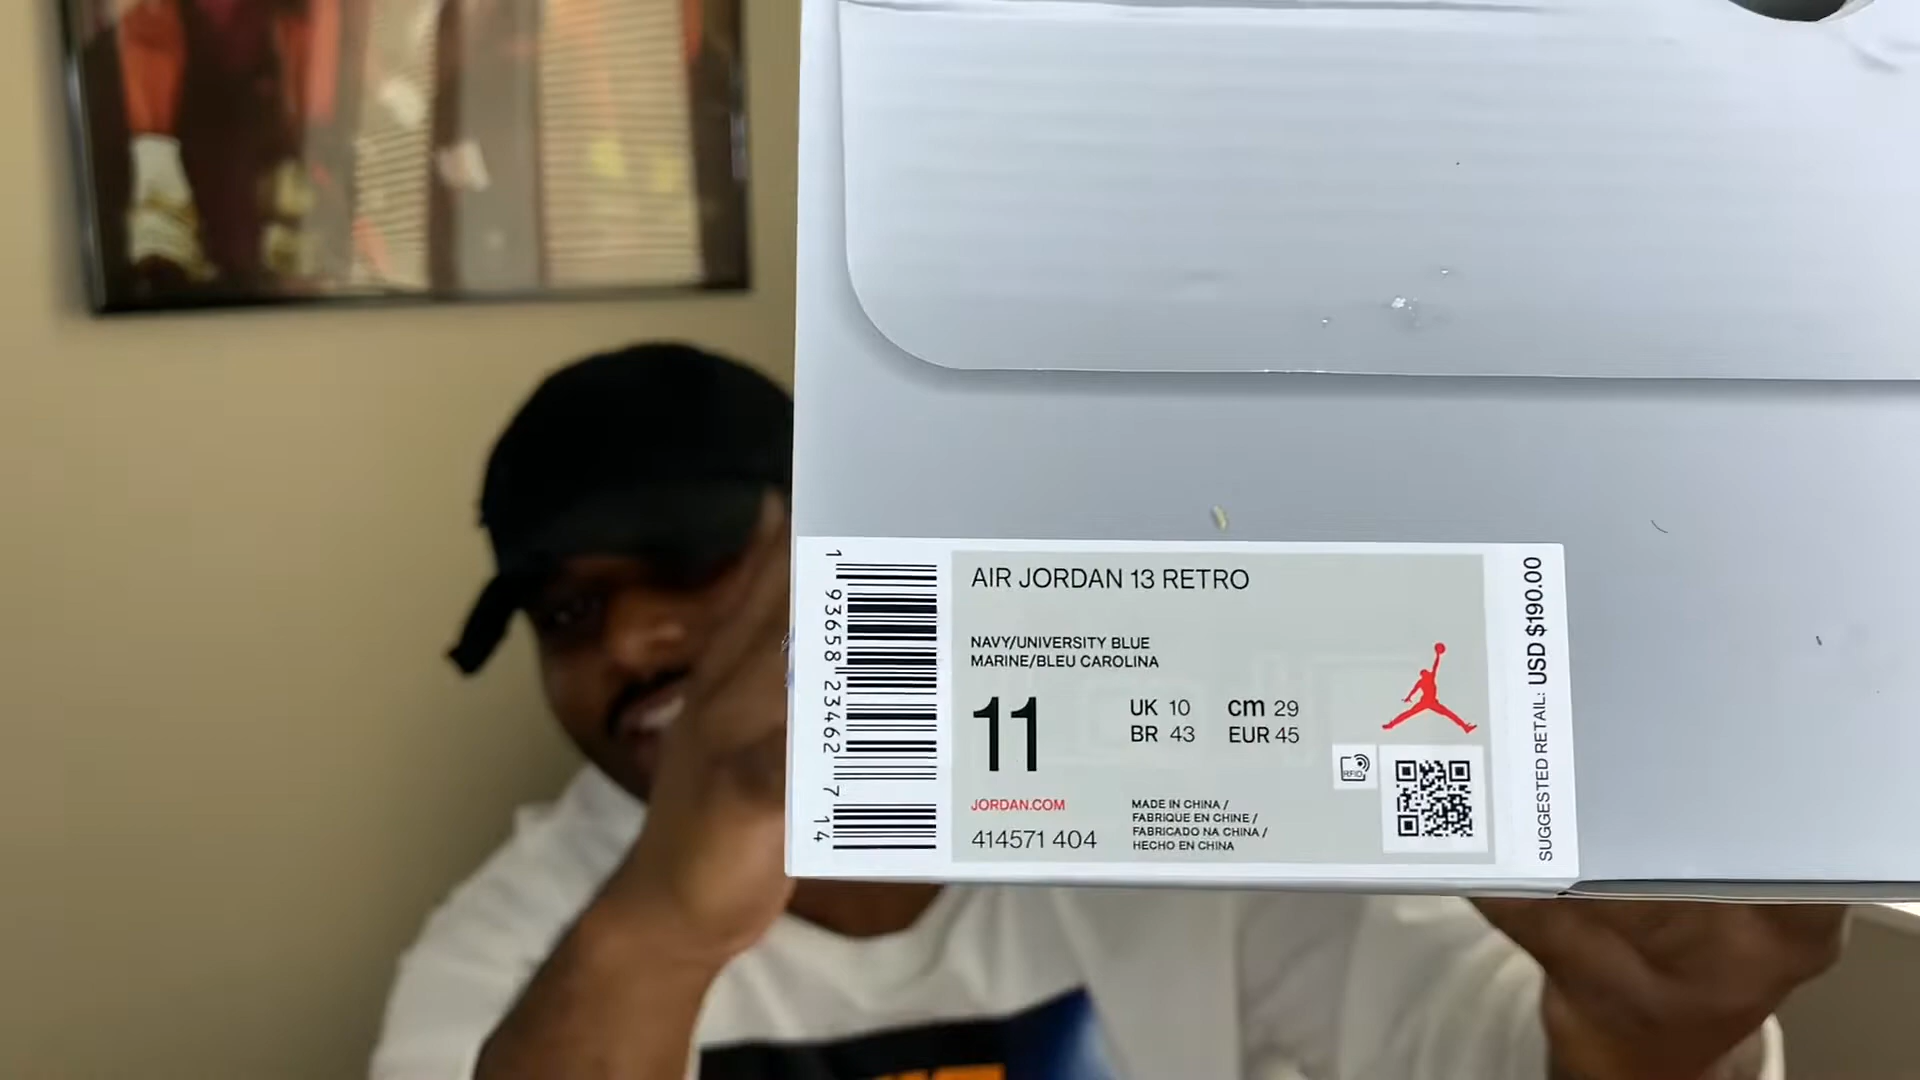 AIR JORDAN 13 RETRO
NAVY/UNIVERSITY BLUE
MARINE/BLEU CAROLINA
11
UK 10
cm 29
BR 43
EUR 45
RFID
JORDAN.COM
414571 404
MADE IN CHINA /
FABRIQUE EN CHINE /
FABRICADO NA CHINA /
HECHO EN CHINA
1 93658 23462 7 14
SUGGESTED RETAIL: USD $190.00